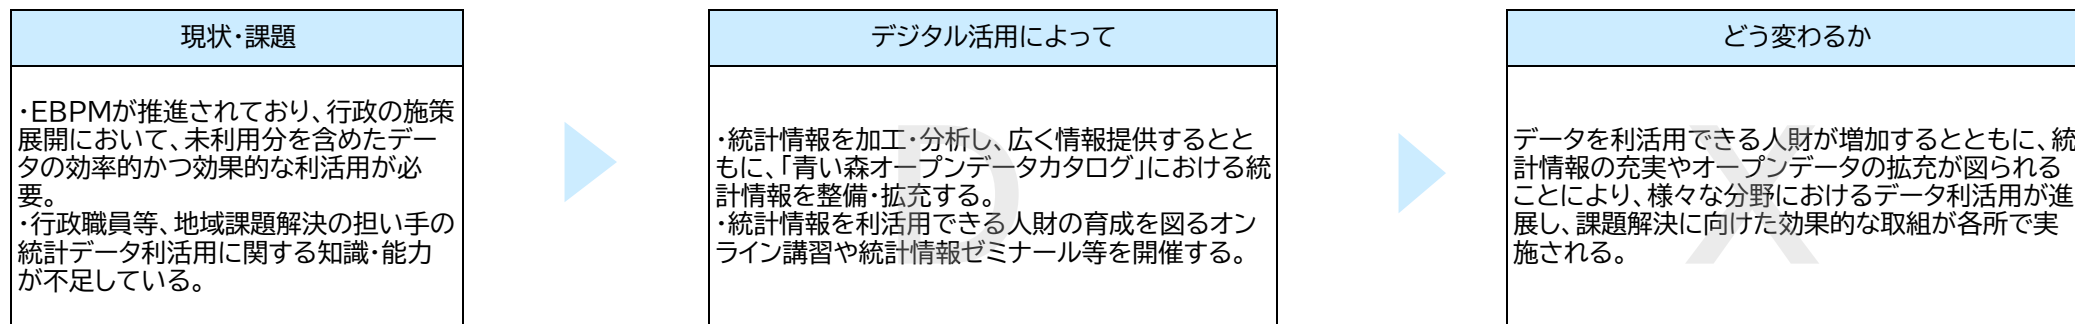 現状・課題
・EBPMが推進されており、行政の施策
展開において、未利用分を含めたデー
タの効率的かつ効果的な利活用が必
要。
・行政職員等、地域課題解決の担い手の
統計データ利活用に関する知識・能力
が不足している。
デジタル活用によって
・統計情報を加工・分析し、広く情報提供するとと
もに、「青い森オープンデータカタログ」における統
計情報を整備・拡充する。
・統計情報を利活用できる人財の育成を図るオン
ライン講習や統計情報ゼミナール等を開催する。
D
どう変わるか
データを利活用できる人財が増加するとともに、統
計情報の充実やオープンデータの拡充が図られる
ことにより、様々な分野におけるデータ利活用が進
展し、課題解決に向けた効果的な取組が各所で実
施される。
X